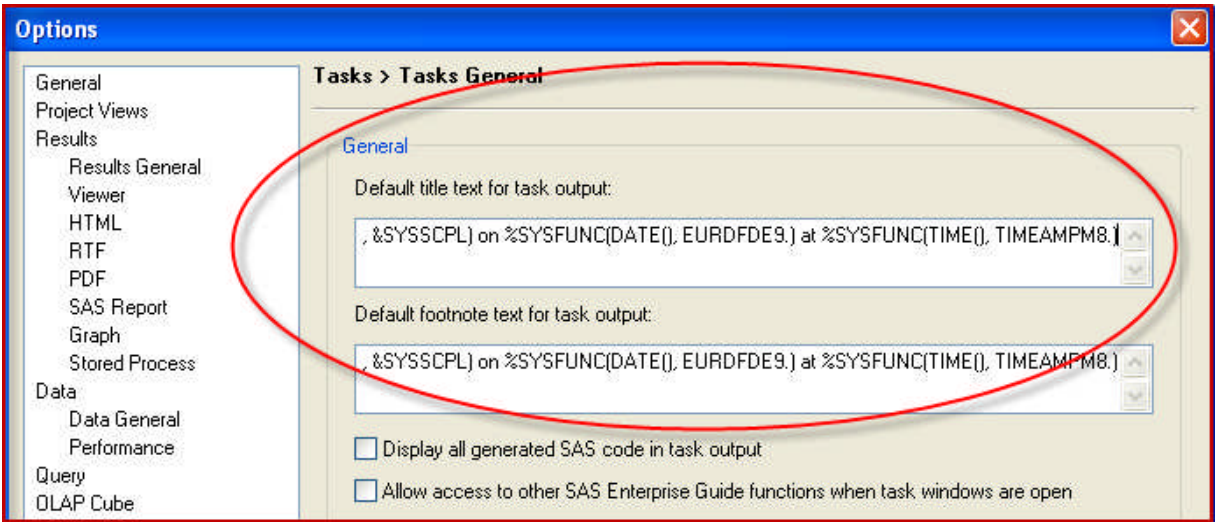 Options
General
Project Views
Results
Results General
Viewer
HTML
RTF
PDF
SAS Report
Graph
Stored Process
Data
Data General
Performance
Query
OLAP Cube
Tasks > Tasks General
General
Default title text for task output:
, &SYSSCPL) on %SYSFUNC(DATE(), EURDFDE9.) at %SYSFUNC(TIME(), TIMEAMPM8.)
Default footnote text for task output:
, &SYSSCPL) on %SYSFUNC(DATE(), EURDFDE9.) at %SYSFUNC(TIME(), TIMEAMPM8.)
Display all generated SAS code in task output
Allow access to other SAS Enterprise Guide functions when task windows are open